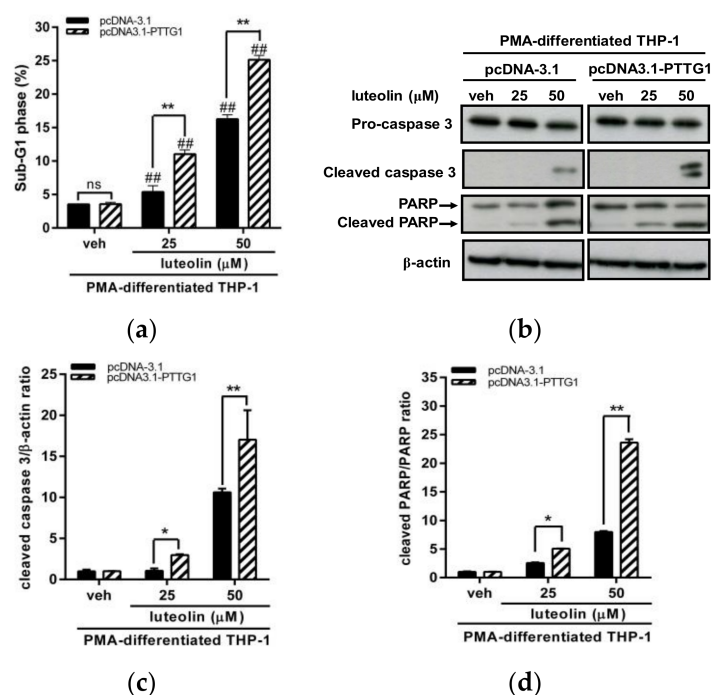 pcDNA-3.1
pcDNA3.1-PTTG1
Sub-G1 phase (%)
30
25
20
15
10
5
0
ns
**
**
##
##
##
##
veh
25
50
luteolin (μM)
PMA-differentiated THP-1
(a)
PMA-differentiated THP-1
pcDNA-3.1 pcDNA3.1-PTTG1
luteolin (μM) veh 25 50 veh 25 50
Pro-caspase 3
Cleaved caspase 3
PARP
Cleaved PARP
β-actin
(b)
pcDNA-3.1
pcDNA3.1-PTTG1
cleaved caspase 3/β-actin ratio
25
20
15
10
5
0
*
**
veh
25
50
luteolin (μM)
PMA-differentiated THP-1
(c)
pcDNA-3.1
pcDNA3.1-PTTG1
cleaved PARP/PARP ratio
35
30
25
20
15
10
5
0
*
**
veh
25
50
luteolin (μM)
PMA-differentiated THP-1
(d)